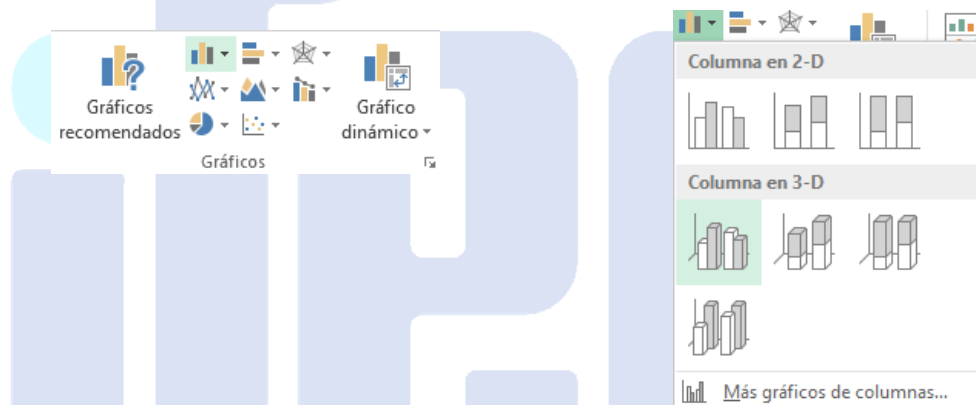 Gráficos
recomendados
Gráfico
dinámico
Gráficos
Columna en 2-D
Columna en 3-D
Más gráficos de columnas...